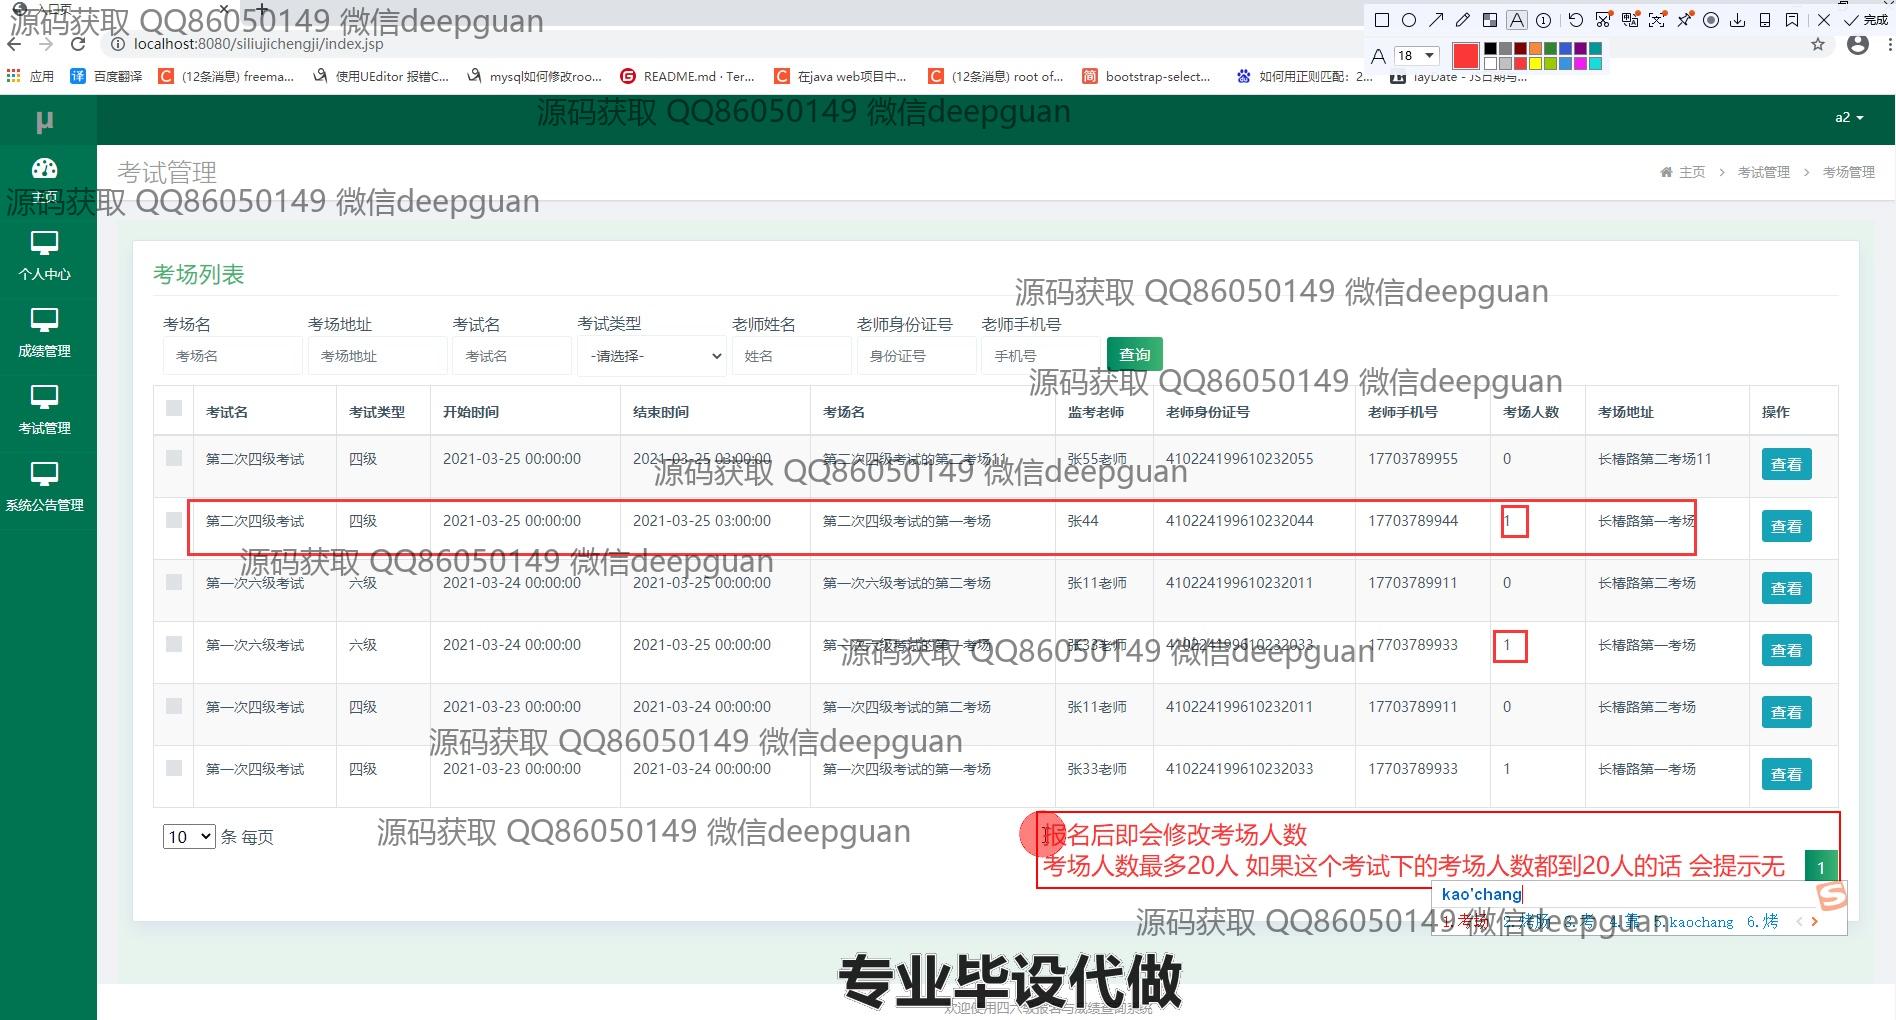 入口页
源码获取 QQ86050149 微信deepguan
完成
localhost:8080/siliujichengji/index.jsp
A 18
应用 百度翻译 (12条消息) freema... 使用UEditor 报错C... mysql如何修改roo... README.md · Ter... 在java web项目中... (12条消息) root of... bootstrap-select... 如何用正则匹配：2... layDate - JS日期与...
源码获取 QQ86050149 微信deepguan
μ
a2
考试管理
主页 > 考试管理 > 考场管理
主页
源码获取 QQ86050149 微信deepguan
个人中心
成绩管理
考试管理
系统公告管理
考场列表
源码获取 QQ86050149 微信deepguan
考场名 考场地址 考试名 考试类型 老师姓名 老师身份证号 老师手机号
考场名 考场地址 考试名 -请选择- 姓名 身份证号 手机号 查询
源码获取 QQ86050149 微信deepguan
考试名 考试类型 开始时间 结束时间 考场名 监考老师 老师身份证号 老师手机号 考场人数 考场地址 操作
第二次四级考试 四级 2021-03-25 00:00:00 2021-03-25 03:00:00 第二次四级考试的第二考场11 张55老师 410224199610232055 17703789955 0 长椿路第二考场11 查看
源码获取 QQ86050149 微信deepguan
第二次四级考试 四级 2021-03-25 00:00:00 2021-03-25 03:00:00 第二次四级考试的第一考场 张44 410224199610232044 17703789944 1 长椿路第一考场 查看
源码获取 QQ86050149 微信deepguan
第一次六级考试 六级 2021-03-24 00:00:00 2021-03-25 00:00:00 第一次六级考试的第二考场 张11老师 410224199610232011 17703789911 0 长椿路第二考场 查看
第一次六级考试 六级 2021-03-24 00:00:00 2021-03-25 00:00:00 第一次六级考试的第一考场 张33老师 410224199610232033 17703789933 1 长椿路第一考场 查看
源码获取 QQ86050149 微信deepguan
第一次四级考试 四级 2021-03-23 00:00:00 2021-03-24 00:00:00 第一次四级考试的第二考场 张11老师 410224199610232011 17703789911 0 长椿路第二考场 查看
源码获取 QQ86050149 微信deepguan
第一次四级考试 四级 2021-03-23 00:00:00 2021-03-24 00:00:00 第一次四级考试的第一考场 张33老师 410224199610232033 17703789933 1 长椿路第一考场 查看
10 条 每页
源码获取 QQ86050149 微信deepguan
报名后即会修改考场人数
考场人数最多20人 如果这个考试下的考场人数都到20人的话 会提示无
1
kao'chang
1.考场 2.烤肠 3.考 4.靠 5.kaochang 6.烤
源码获取 QQ86050149 微信deepguan
专业毕设代做
欢迎使用四六级报名与成绩查询系统